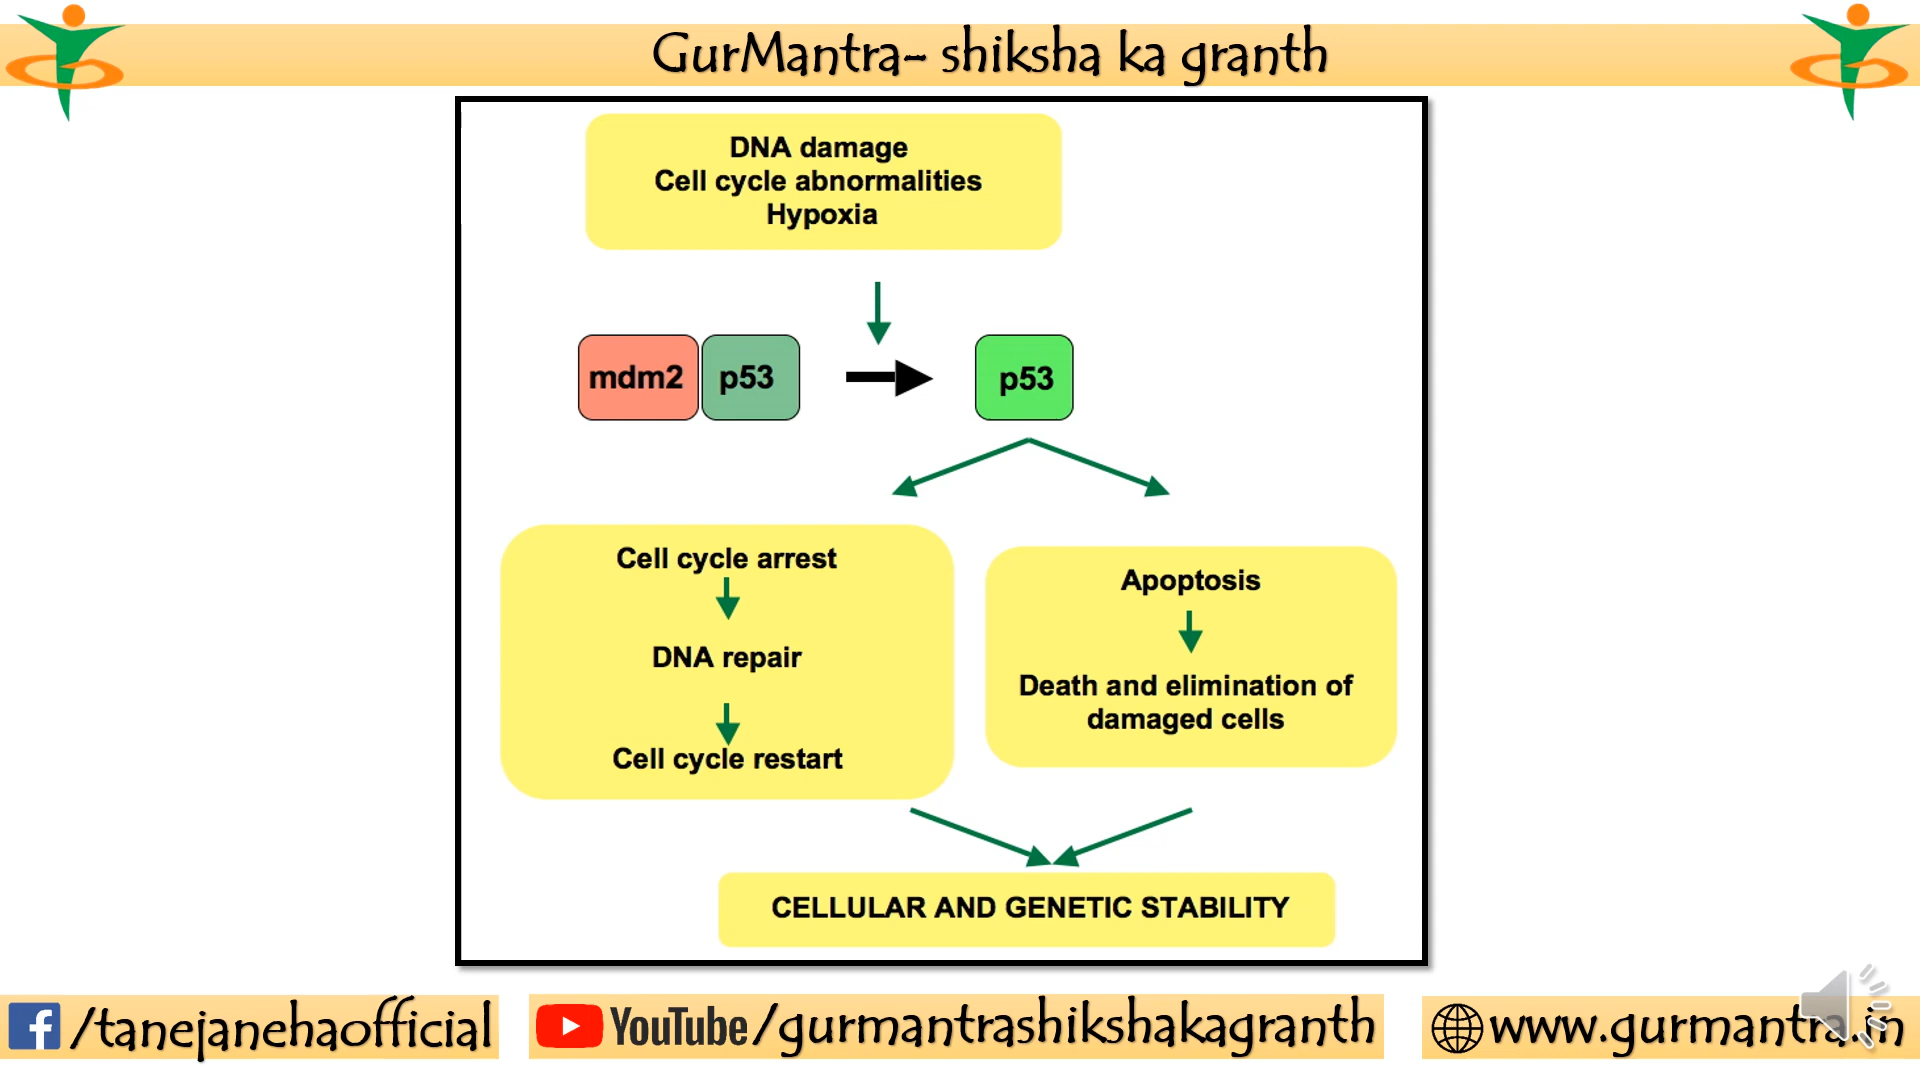 GurMantra- shiksha ka granth
DNA damage
Cell cycle abnormalities
Hypoxia
mdm2
p53
p53
Cell cycle arrest
DNA repair
Cell cycle restart
Apoptosis
Death and elimination of
damaged cells
CELLULAR AND GENETIC STABILITY
/tanejanehaofficial
YouTube/gurmantrashikshakagranth
www.gurmantra.in